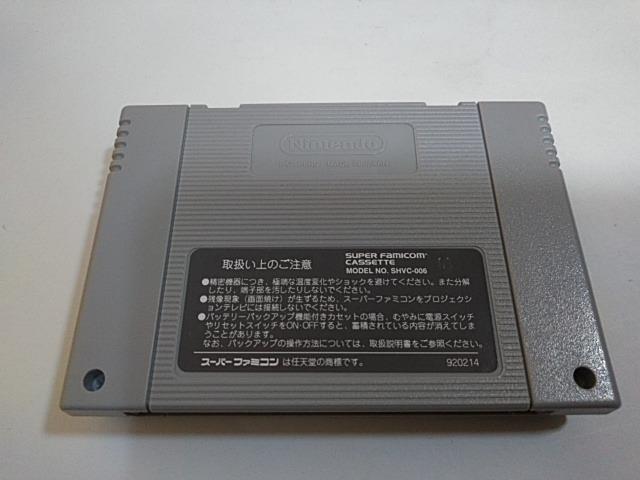 Nintendo
取扱い上のご注意
SUPER FAMICOM
CASSETTE
MODEL NO. SHVC-006
●精密機器につき、極端な温度変化やショックを避けてください。また分解
したり、端子部を汚したりしないでください。
●残像現象（画面焼け）が生ずるため、スーパーファミコンをプロジェクシ
ョンテレビには接続しないでください。
●バッテリーバックアップ機能付きカセットの場合、むやみに電源スイッチ
やリセットスイッチをON・OFFすると、蓄積されている内容が消えてしま
うことがあります。
なお、バックアップの操作方法については、取扱説明書をご参照ください。
スーパーファミコン は任天堂の商標です。
920214